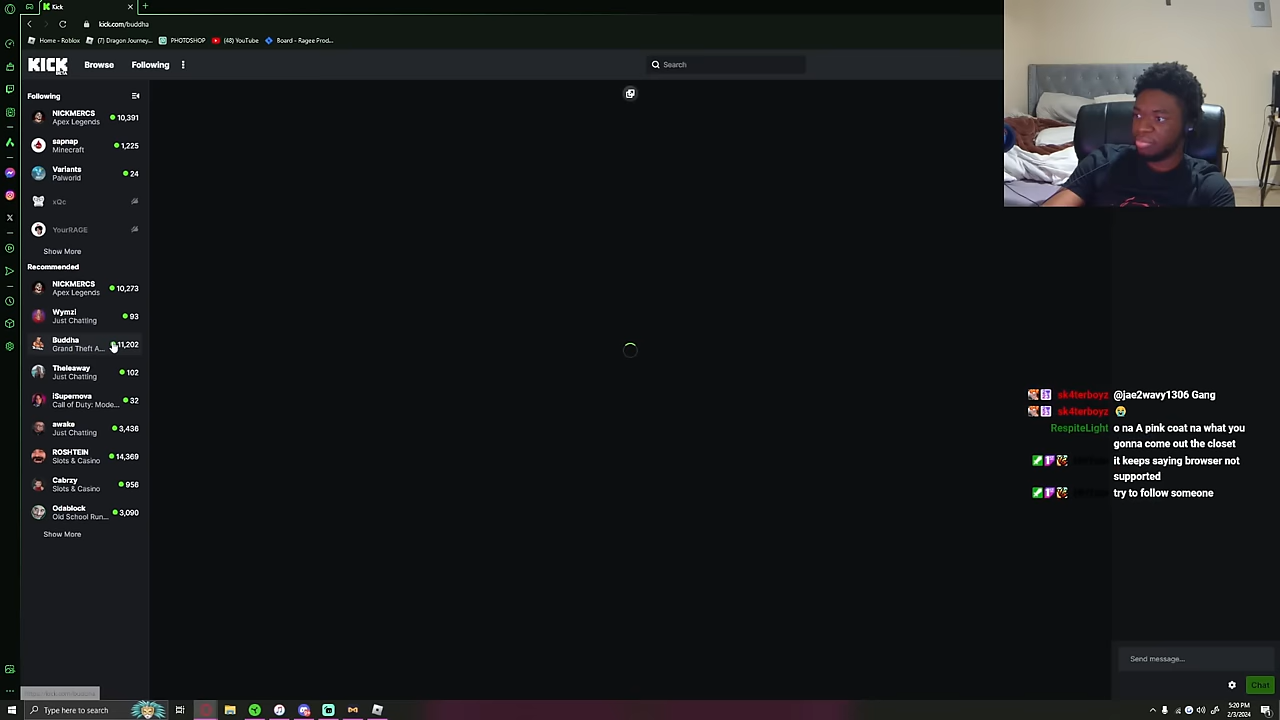 Kick
kick.com/buddha
Home - Roblox
(7) Dragon Journey...
PHOTOSHOP
(48) YouTube
Board - Ragee Prod...
KICK
BETA
Browse
Following
Search
Following
NICKMERCS
Apex Legends
10,391
sapnap
Minecraft
1,225
Variants
Palworld
24
xQc
YourRAGE
Show More
Recommended
NICKMERCS
Apex Legends
10,273
Wymzi
Just Chatting
93
Buddha
Grand Theft A...
11,202
Theleaway
Just Chatting
102
iSupernova
Call of Duty: Mode...
32
awake
Just Chatting
3,436
ROSHTEIN
Slots & Casino
14,369
Cabrzy
Slots & Casino
956
Odablock
Old School Run...
3,090
Show More
sk4terboyz @jae2wavy1306 Gang
sk4terboyz
RespiteLight o na A pink coat na what you
gonna come out the closet
it keeps saying browser not
supported
try to follow someone
Send message...
Chat
https://kick.com/buddha
Type here to search
5:20 PM
2/3/2024